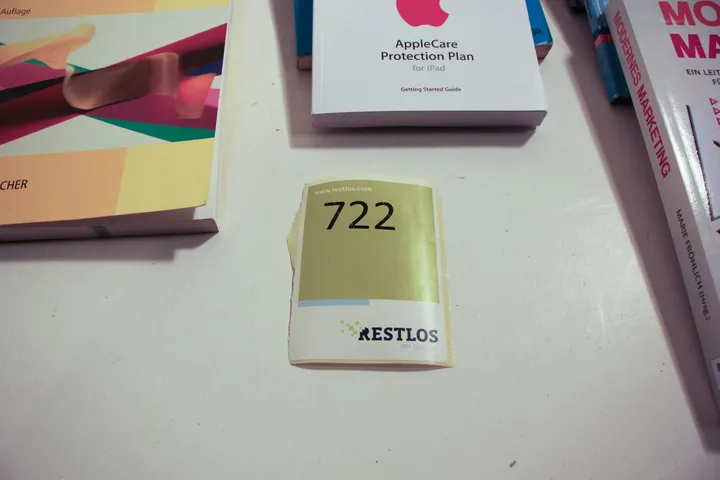 Auflage
CHER
AppleCare
Protection Plan
for iPad
Getting Started Guide
www.restlos.com
722
RESTLOS
MO
MA
EIN LEIT
FÜ
MODERNES MARKETING
MARIE FRÖHLICH (Hrsg.)